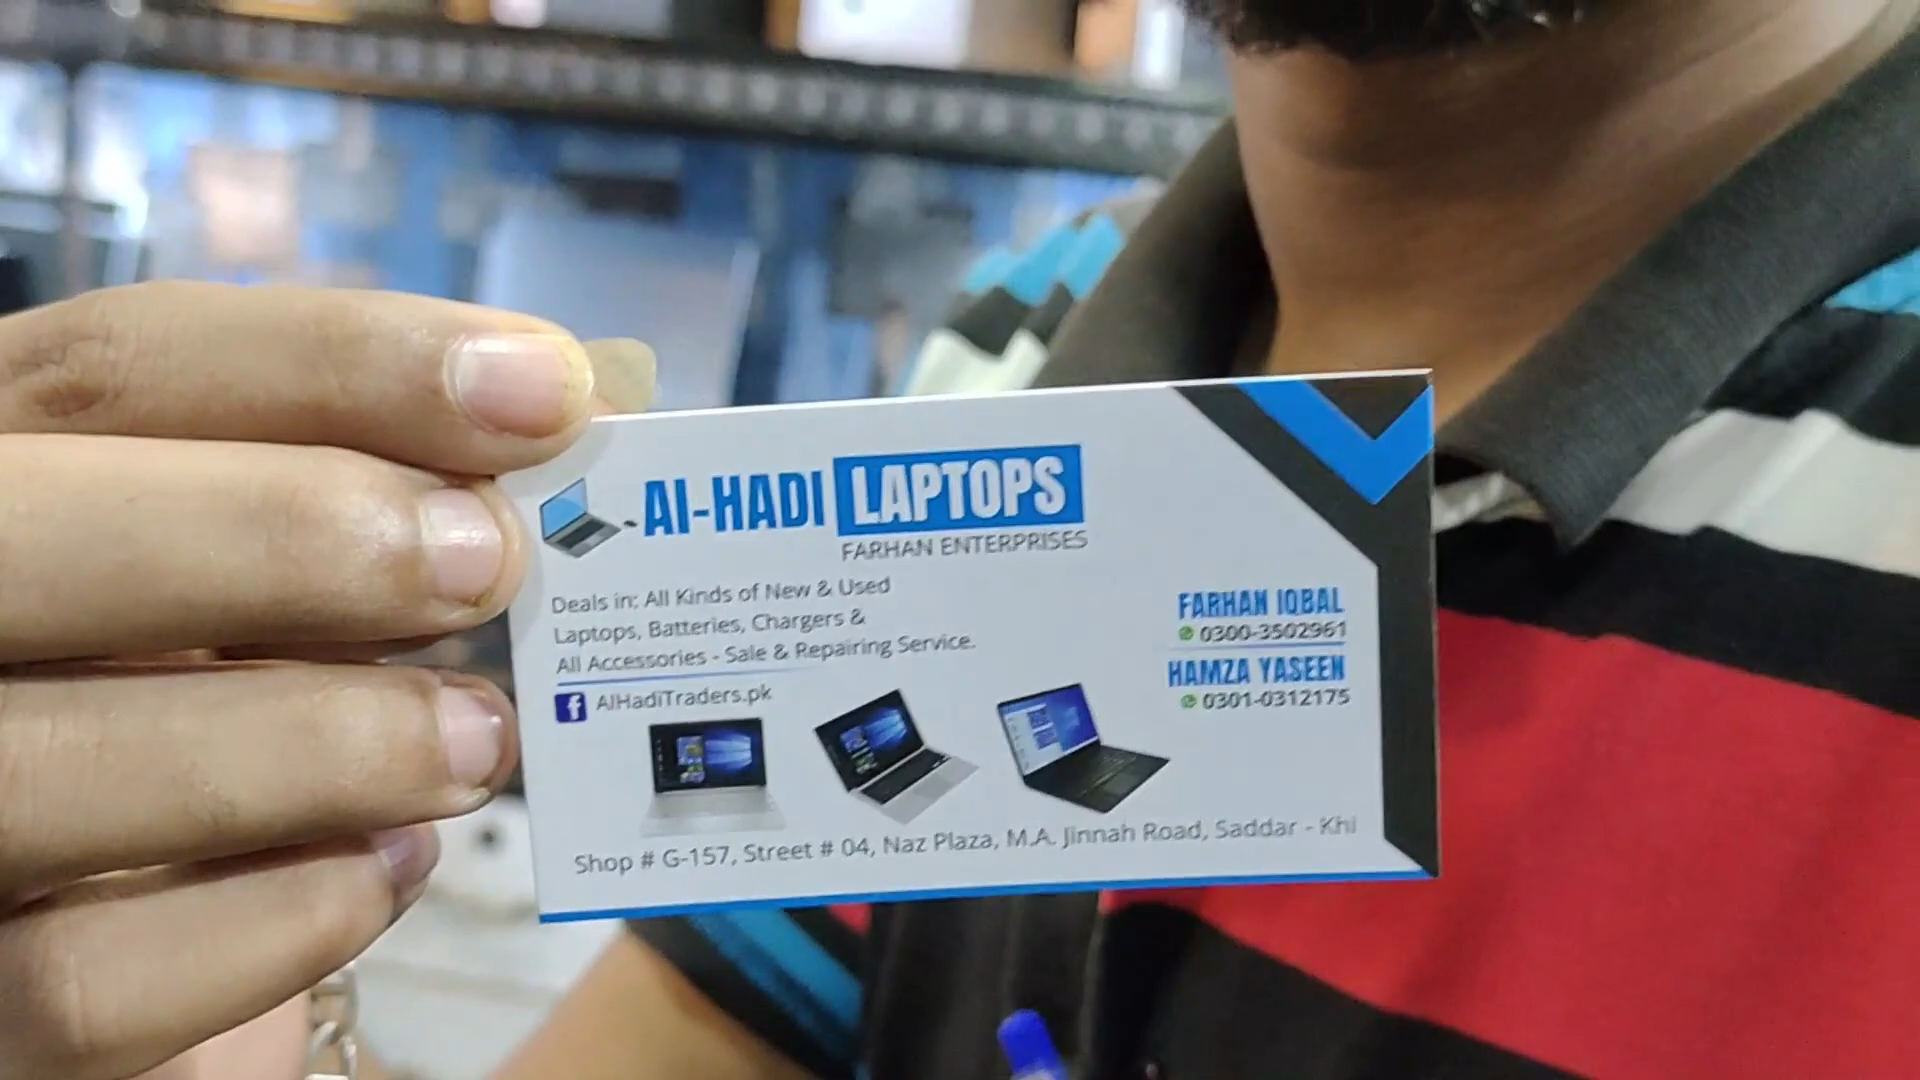 Al-HADI LAPTOPS
FARHAN ENTERPRISES
Deals in: All Kinds of New & Used
Laptops, Batteries, Chargers &
All Accessories - Sale & Repairing Service.
AlHadiTraders.pk
FARHAN IQBAL
0300-3502961
HAMZA YASEEN
0301-0312175
Shop # G-157, Street # 04, Naz Plaza, M.A. Jinnah Road, Saddar - Khi